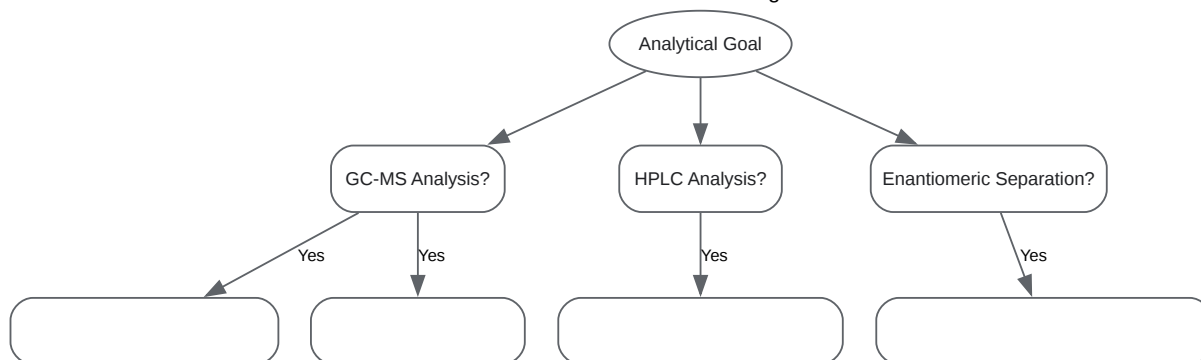 Analytical Goal
GC-MS Analysis?
HPLC Analysis?
Enantiomeric Separation?
Yes
Yes
Yes
Yes